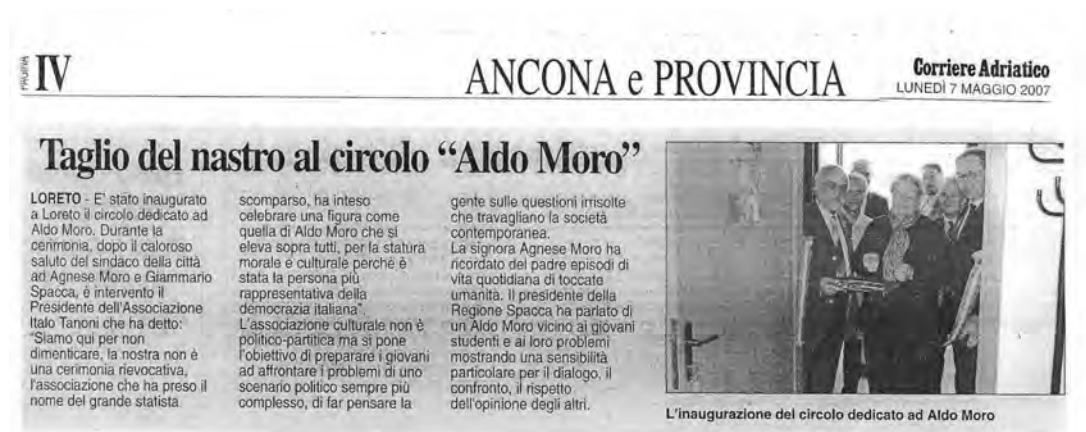 PAGINA
IV
ANCONA e PROVINCIA
Corriere Adriatico
LUNEDÌ 7 MAGGIO 2007
Taglio del nastro al circolo “Aldo Moro”
LORETO - E' stato inaugurato
a Loreto il circolo dedicato ad
Aldo Moro. Durante la
cerimonia, dopo il caloroso
saluto del sindaco della città
ad Agnese Moro e Giammario
Spacca, è intervento il
Presidente dell'Associazione
Italo Tanoni che ha detto:
"Siamo qui per non
dimenticare, la nostra non è
una cerimonia rievocativa,
l'associazione che ha preso il
nome del grande statista
scomparso, ha inteso
celebrare una figura come
quella di Aldo Moro che si
eleva sopra tutti, per la statura
morale e culturale perché è
stata la persona più
rappresentativa della
democrazia italiana".
L'associazione culturale non è
politico-partitica ma si pone
l'obiettivo di preparare i giovani
ad affrontare i problemi di uno
scenario politico sempre più
complesso, di far pensare la
gente sulle questioni irrisolte
che travagliano la società
contemporanea.
La signora Agnese Moro ha
ricordato del padre episodi di
vita quotidiana di toccate
umanità. Il presidente della
Regione Spacca ha parlato di
un Aldo Moro vicino ai giovani
studenti e ai loro problemi
mostrando una sensibilità
particolare per il dialogo, il
confronto, il rispetto
dell'opinione degli altri.
L'inaugurazione del circolo dedicato ad Aldo Moro